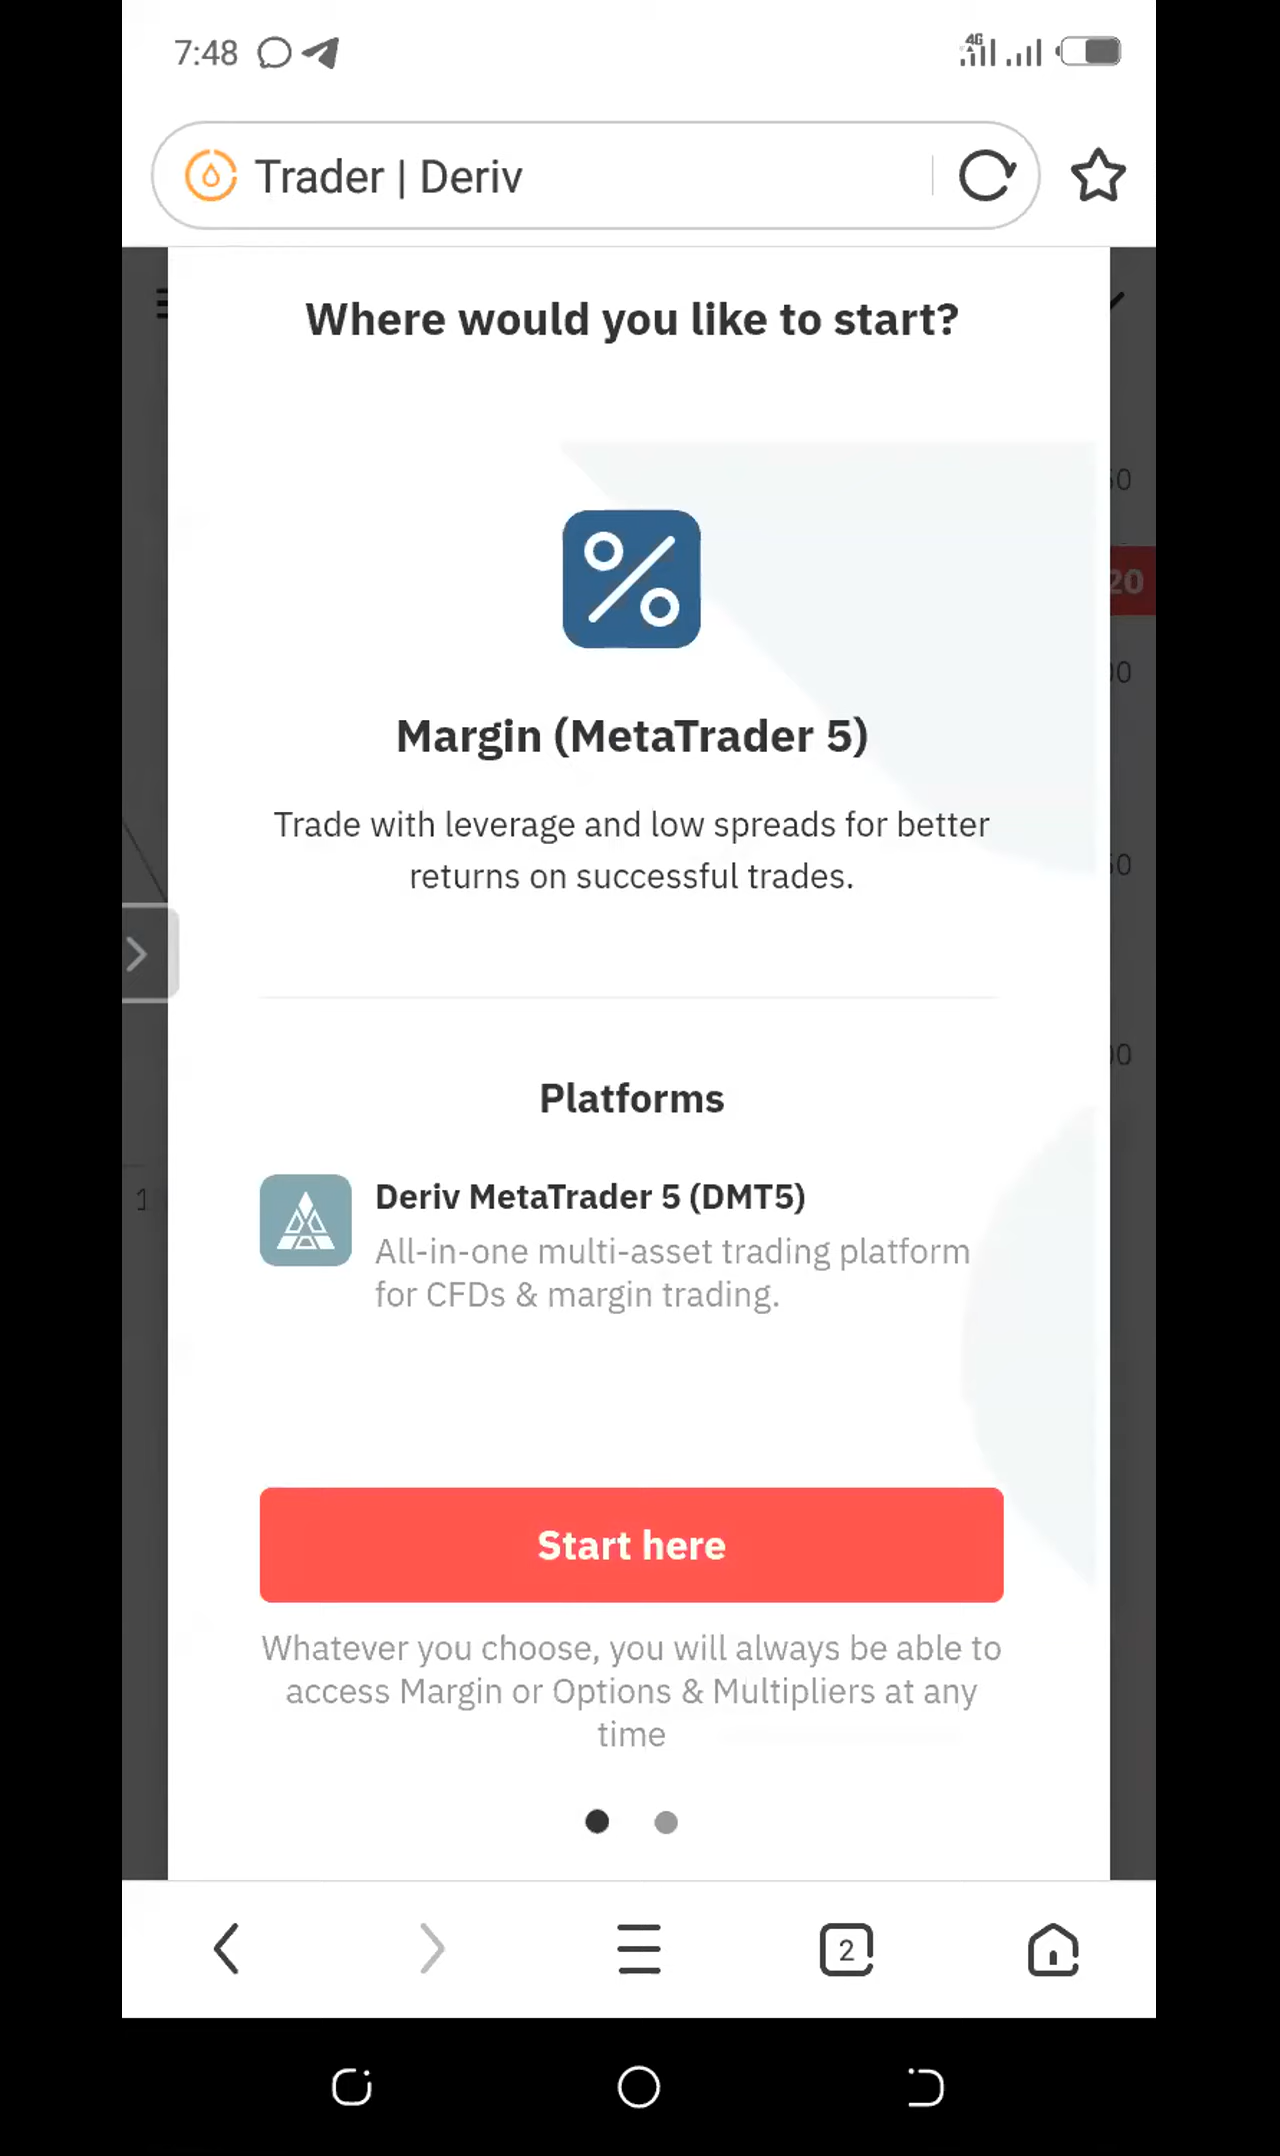 7:48
4G
Trader | Deriv
Where would you like to start?
20
Margin (MetaTrader 5)
Trade with leverage and low spreads for better
returns on successful trades.
Platforms
Deriv MetaTrader 5 (DMT5)
All-in-one multi-asset trading platform
for CFDs & margin trading.
Start here
Whatever you choose, you will always be able to
access Margin or Options & Multipliers at any
time
2